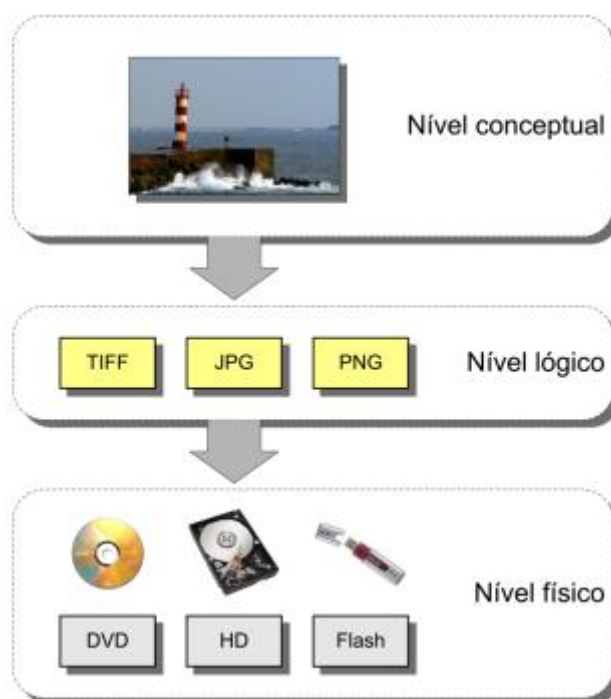 Nível conceptual
TIFF JPG PNG
Nível lógico
DVD HD Flash
Nível físico